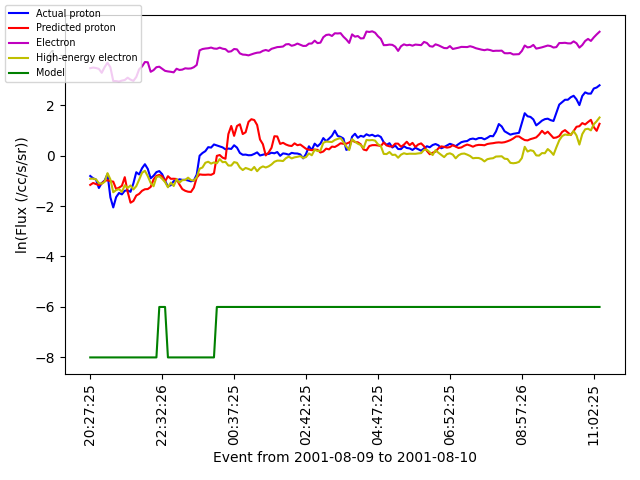 Actual proton
Predicted proton
Electron
High-energy electron
Model
ln(Flux (/cc/s/sr))
2
0
−2
−4
−6
−8
20:27:25
22:32:26
00:37:25
02:42:25
04:47:25
06:52:25
08:57:26
11:02:25
Event from 2001-08-09 to 2001-08-10